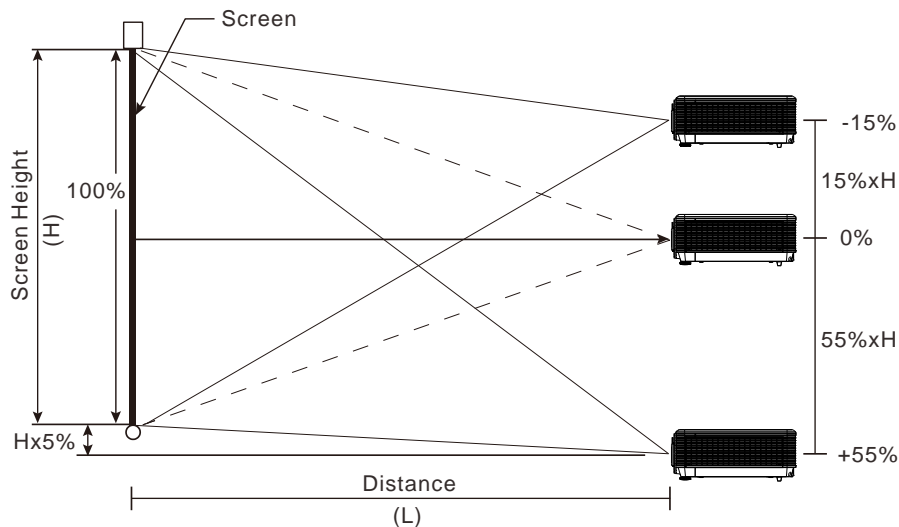 Screen
-15%
15%xH
Screen Height
(H)
100%
0%
55%xH
Hx5%
+55%
Distance
(L)